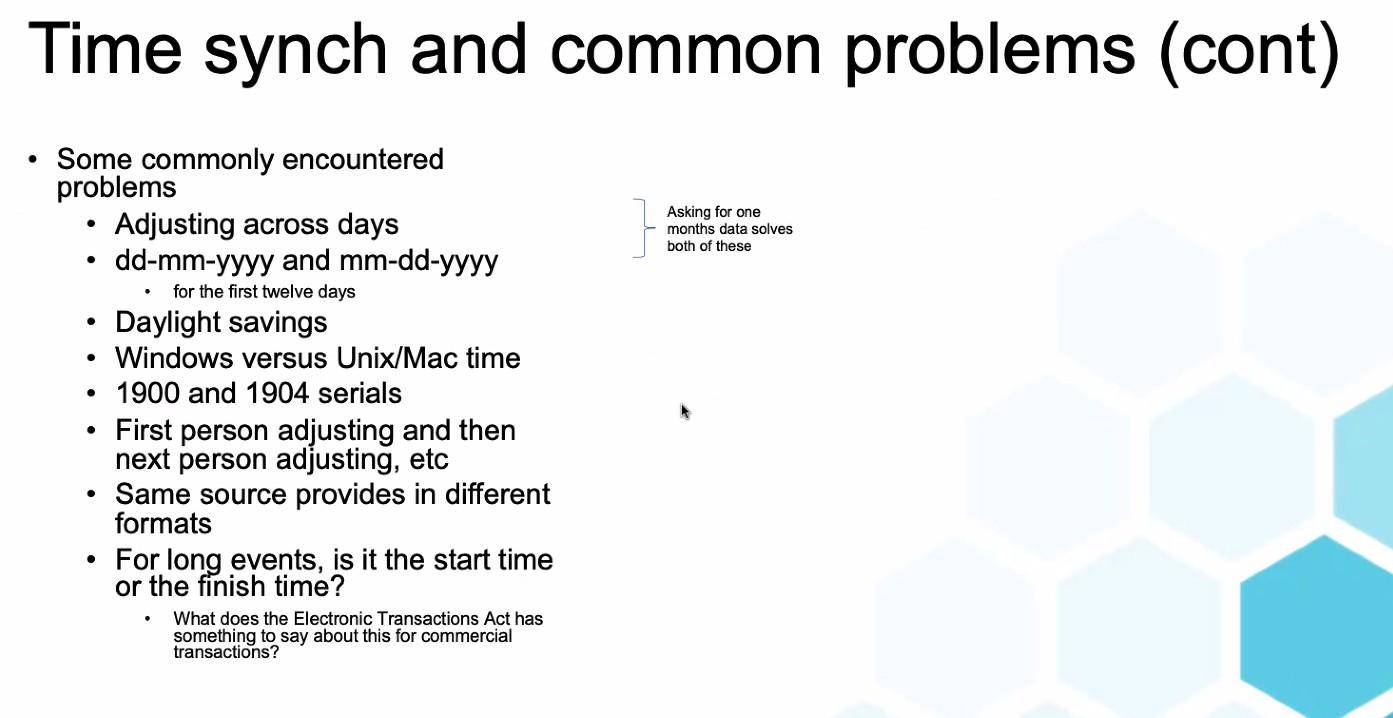 Time synch and common problems (cont)
• Some commonly encountered
problems
• Adjusting across days
• dd-mm-yyyy and mm-dd-yyyy
• for the first twelve days
• Daylight savings
• Windows versus Unix/Mac time
• 1900 and 1904 serials
• First person adjusting and then
next person adjusting, etc
• Same source provides in different
formats
• For long events, is it the start time
or the finish time?
• What does the Electronic Transactions Act has
something to say about this for commercial
transactions?
Asking for one
months data solves
both of these